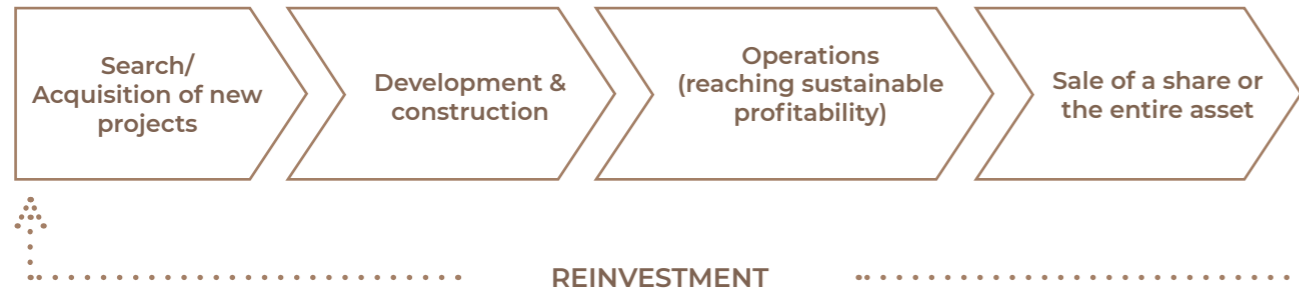 Search/
Acquisition of new
projects
Development &
construction
Operations
(reaching sustainable
profitability)
Sale of a share or
the entire asset
REINVESTMENT